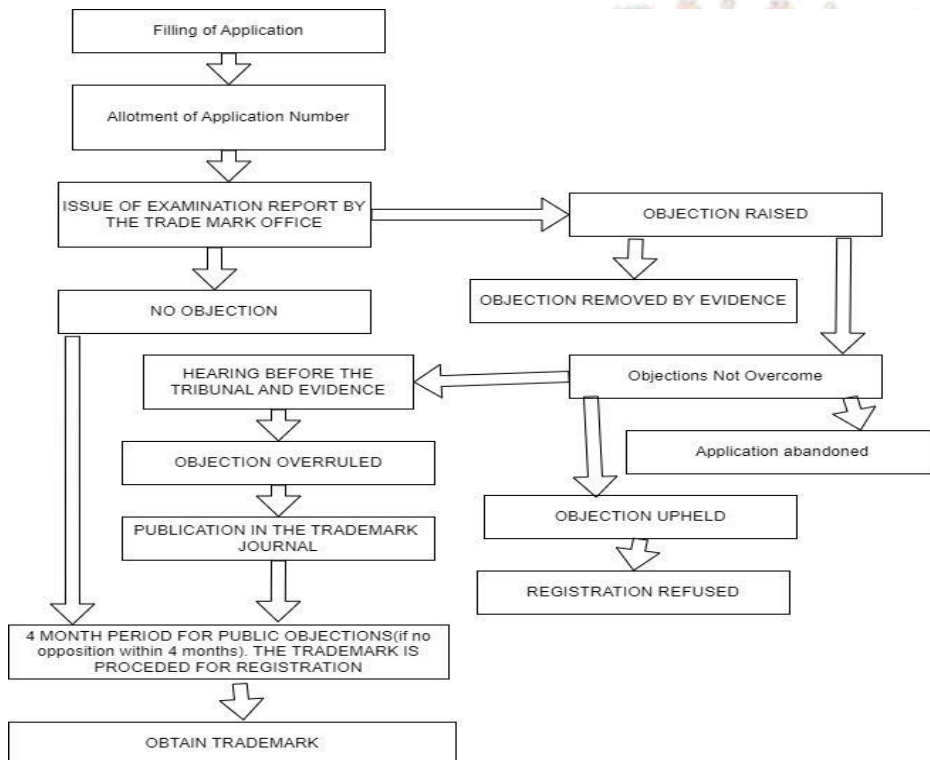 Filling of Application
Allotment of Application Number
ISSUE OF EXAMINATION REPORT BY
THE TRADE MARK OFFICE
OBJECTION RAISED
OBJECTION REMOVED BY EVIDENCE
NO OBJECTION
HEARING BEFORE THE
TRIBUNAL AND EVIDENCE
Objections Not Overcome
Application abandoned
OBJECTION OVERRULED
OBJECTION UPHELD
PUBLICATION IN THE TRADEMARK
JOURNAL
REGISTRATION REFUSED
4 MONTH PERIOD FOR PUBLIC OBJECTIONS(if no
opposition within 4 months). THE TRADEMARK IS
PROCEDED FOR REGISTRATION
OBTAIN TRADEMARK